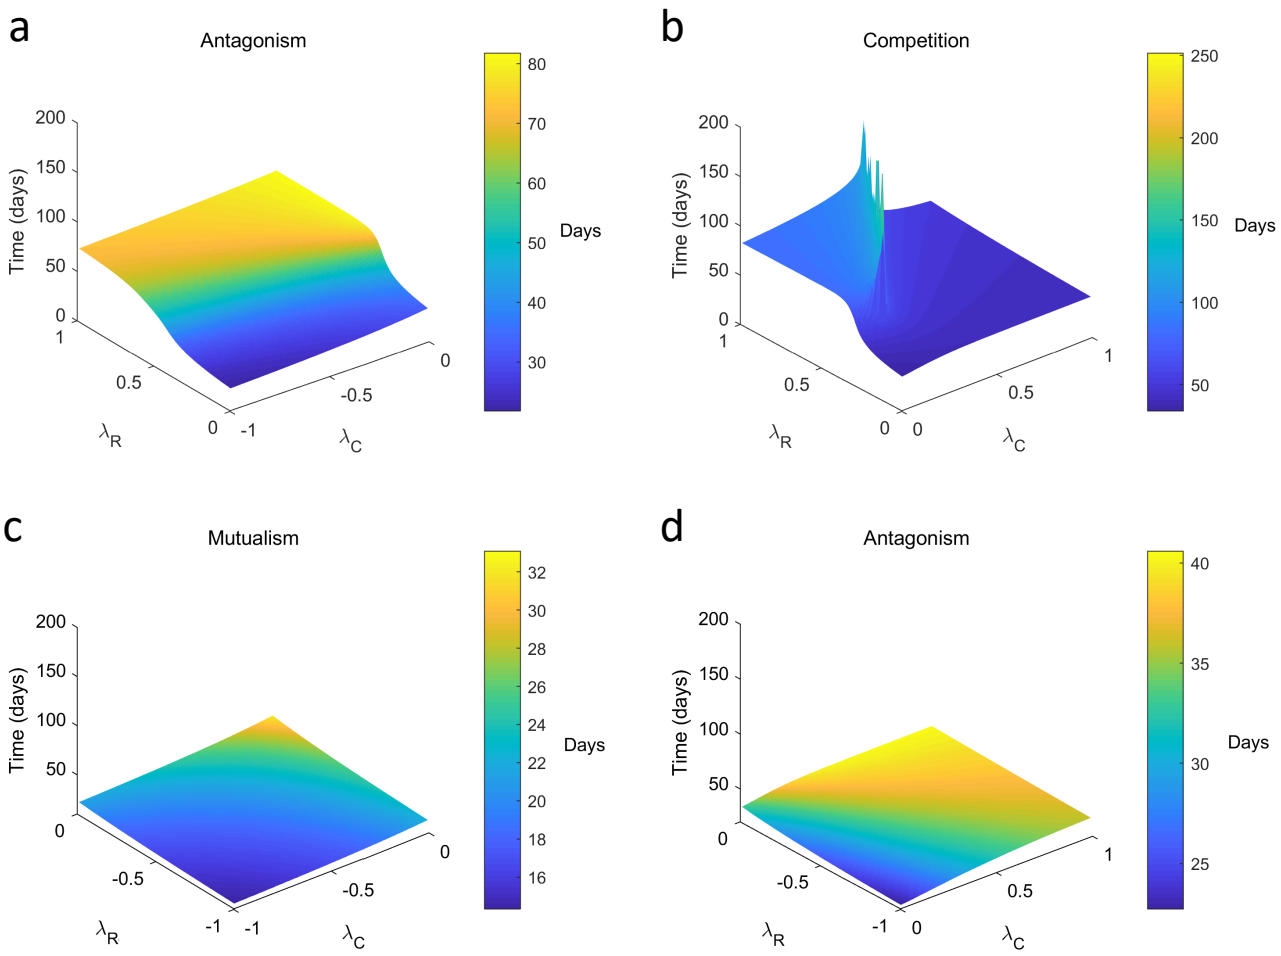 a
Antagonism
200
150
100
50
0
Time (days)
1
0.5
0
λR
-1
-0.5
0
λC
80
70
60
50
40
30
Days
b
Competition
200
150
100
50
0
Time (days)
1
0.5
0
λR
0
0.5
1
λC
250
200
150
100
50
Days
c
Mutualism
200
150
100
50
Time (days)
0
-0.5
-1
λR
-1
-0.5
0
λC
32
30
28
26
24
22
20
18
16
Days
d
Antagonism
200
150
100
50
Time (days)
0
-0.5
-1
λR
0
0.5
1
λC
40
35
30
25
Days